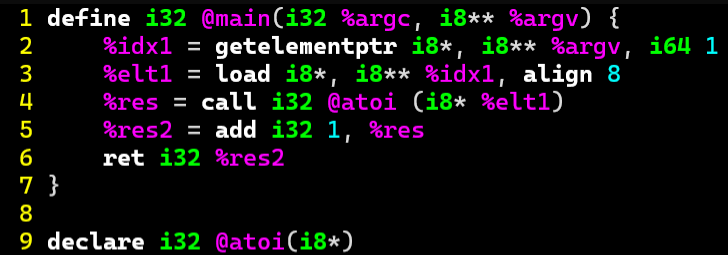 1 define i32 @main(i32 %argc, i8** %argv) {
2     %idx1 = getelementptr i8*, i8** %argv, i64 1
3     %elt1 = load i8*, i8** %idx1, align 8
4     %res = call i32 @atoi (i8* %elt1)
5     %res2 = add i32 1, %res
6     ret i32 %res2
7 }
8
9 declare i32 @atoi(i8*)